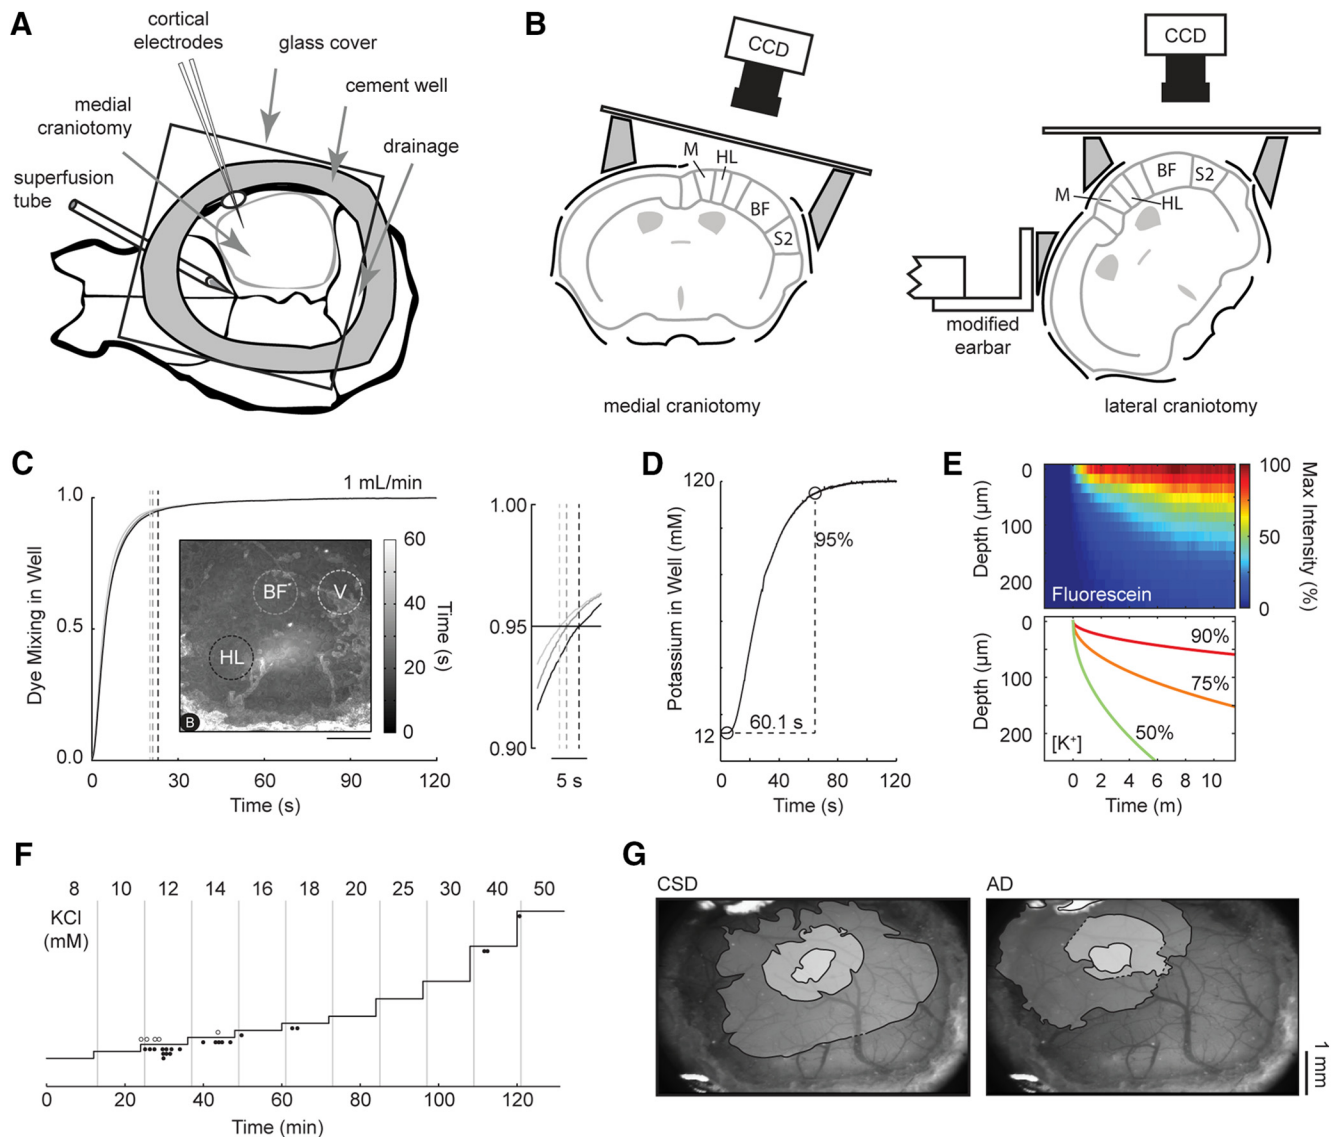 A
cortical
electrodes
glass cover
cement well
medial
craniotomy
drainage
superfusion
tube
B
CCD
M
HL
BF
S2
medial craniotomy
CCD
BF
S2
M
HL
modified
earbar
lateral craniotomy
C
1 mL/min
1.0
0.5
0.0
Dye Mixing in Well
0
30
60
90
120
Time (s)
BF
V
HL
B
60
40
20
0
Time (s)
1.00
0.95
0.90
5 s
D
120
12
Potassium in Well (mM)
95%
60.1 s
0
40
80
120
Time (s)
E
0
100
200
Depth (µm)
Fluorescein
100
50
0
Max Intensity (%)
0
100
200
Depth (µm)
90%
75%
50%
[K⁺]
0
2
4
6
8
10
Time (m)
F
8
10
12
14
16
18
20
25
30
40
50
KCl
(mM)
0
20
40
60
80
100
120
Time (min)
G
CSD
AD
1 mm